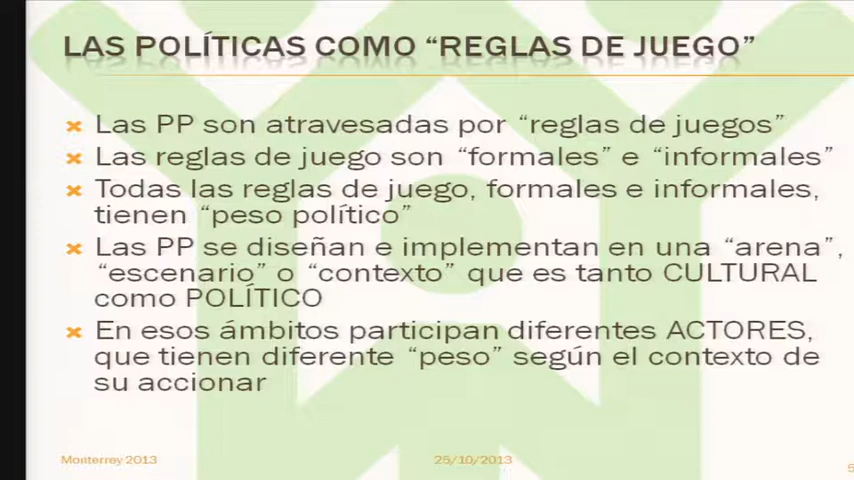 LAS POLÍTICAS COMO “REGLAS DE JUEGO”
Las PP son atravesadas por “reglas de juegos”
Las reglas de juego son “formales” e “informales”
Todas las reglas de juego, formales e informales,
tienen “peso político”
Las PP se diseñan e implementan en una “arena”,
“escenario” o “contexto” que es tanto CULTURAL
como POLÍTICO
En esos ámbitos participan diferentes ACTORES,
que tienen diferente “peso” según el contexto de
su accionar
Monterrey 2013
25/10/2013
5